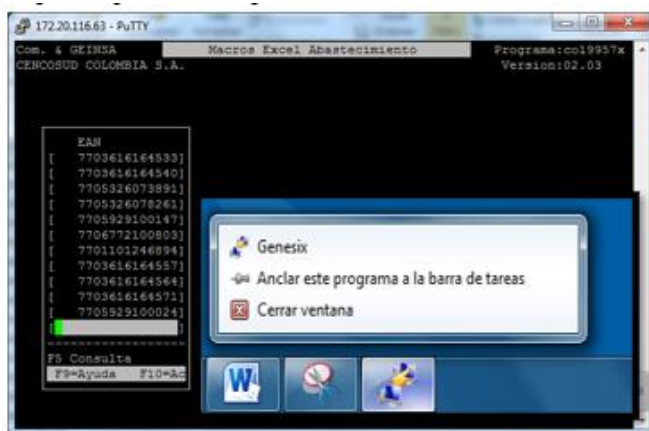 172.20.116.63 - PuTTY
Com. & GEINSA Macros Excel Abastecimiento Programa:co19957x
CENCOSUD COLOMBIA S.A. Version:02.03
EAN
[ 7703616164533]
[ 7703616164540]
[ 7705326073891]
[ 7705326078261]
[ 7705929100147]
[ 7706772100803]
[ 7701101246894]
[ 7703616164557]
[ 7703616164564]
[ 7703616164571]
[ 7705929100024]
[ ]
F5 Consulta
F9=Ayuda F10=Ac
Genesix
Anclar este programa a la barra de tareas
Cerrar ventana
W